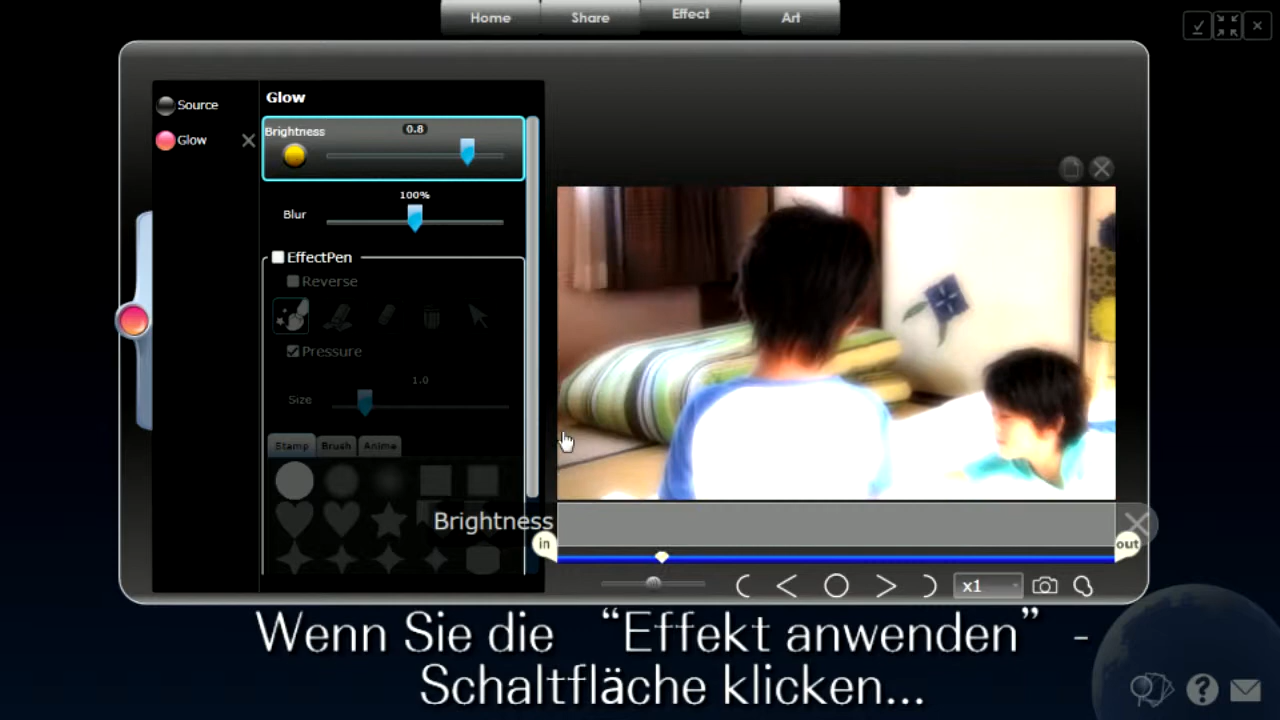 Home Share Effect Art
Source
Glow
Glow
Brightness 0.8
100%
Blur
EffectPen
Reverse
Pressure
1.0
Size
Stamp Brush Anime
Brightness
in out
x1
Wenn Sie die “Effekt anwenden” -
Schaltfläche klicken...